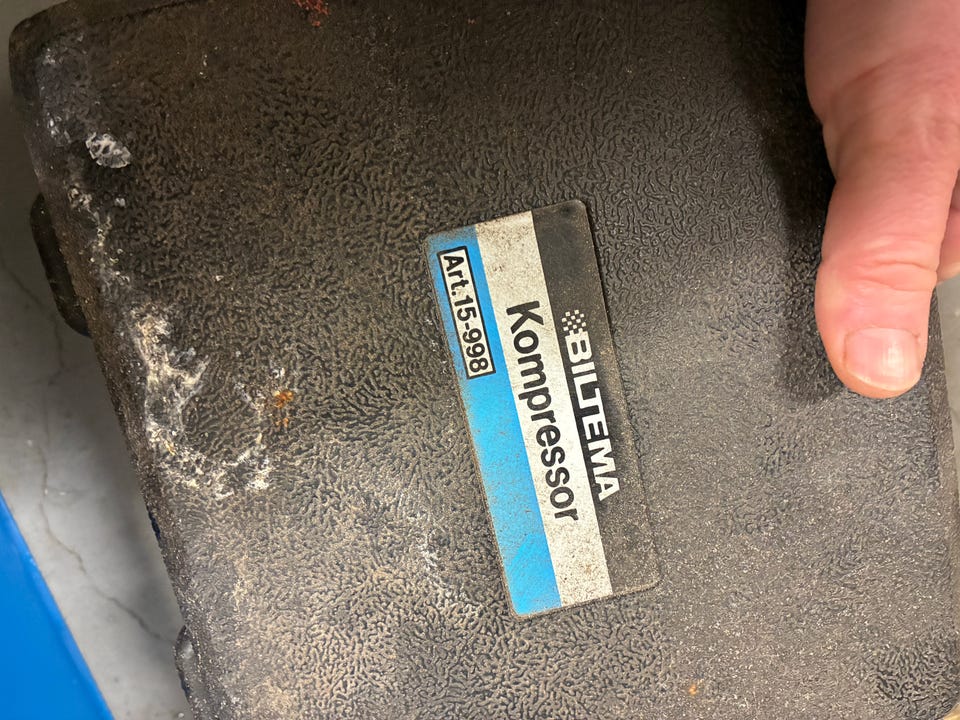 BILTEMA
Kompressor
Art.15-998